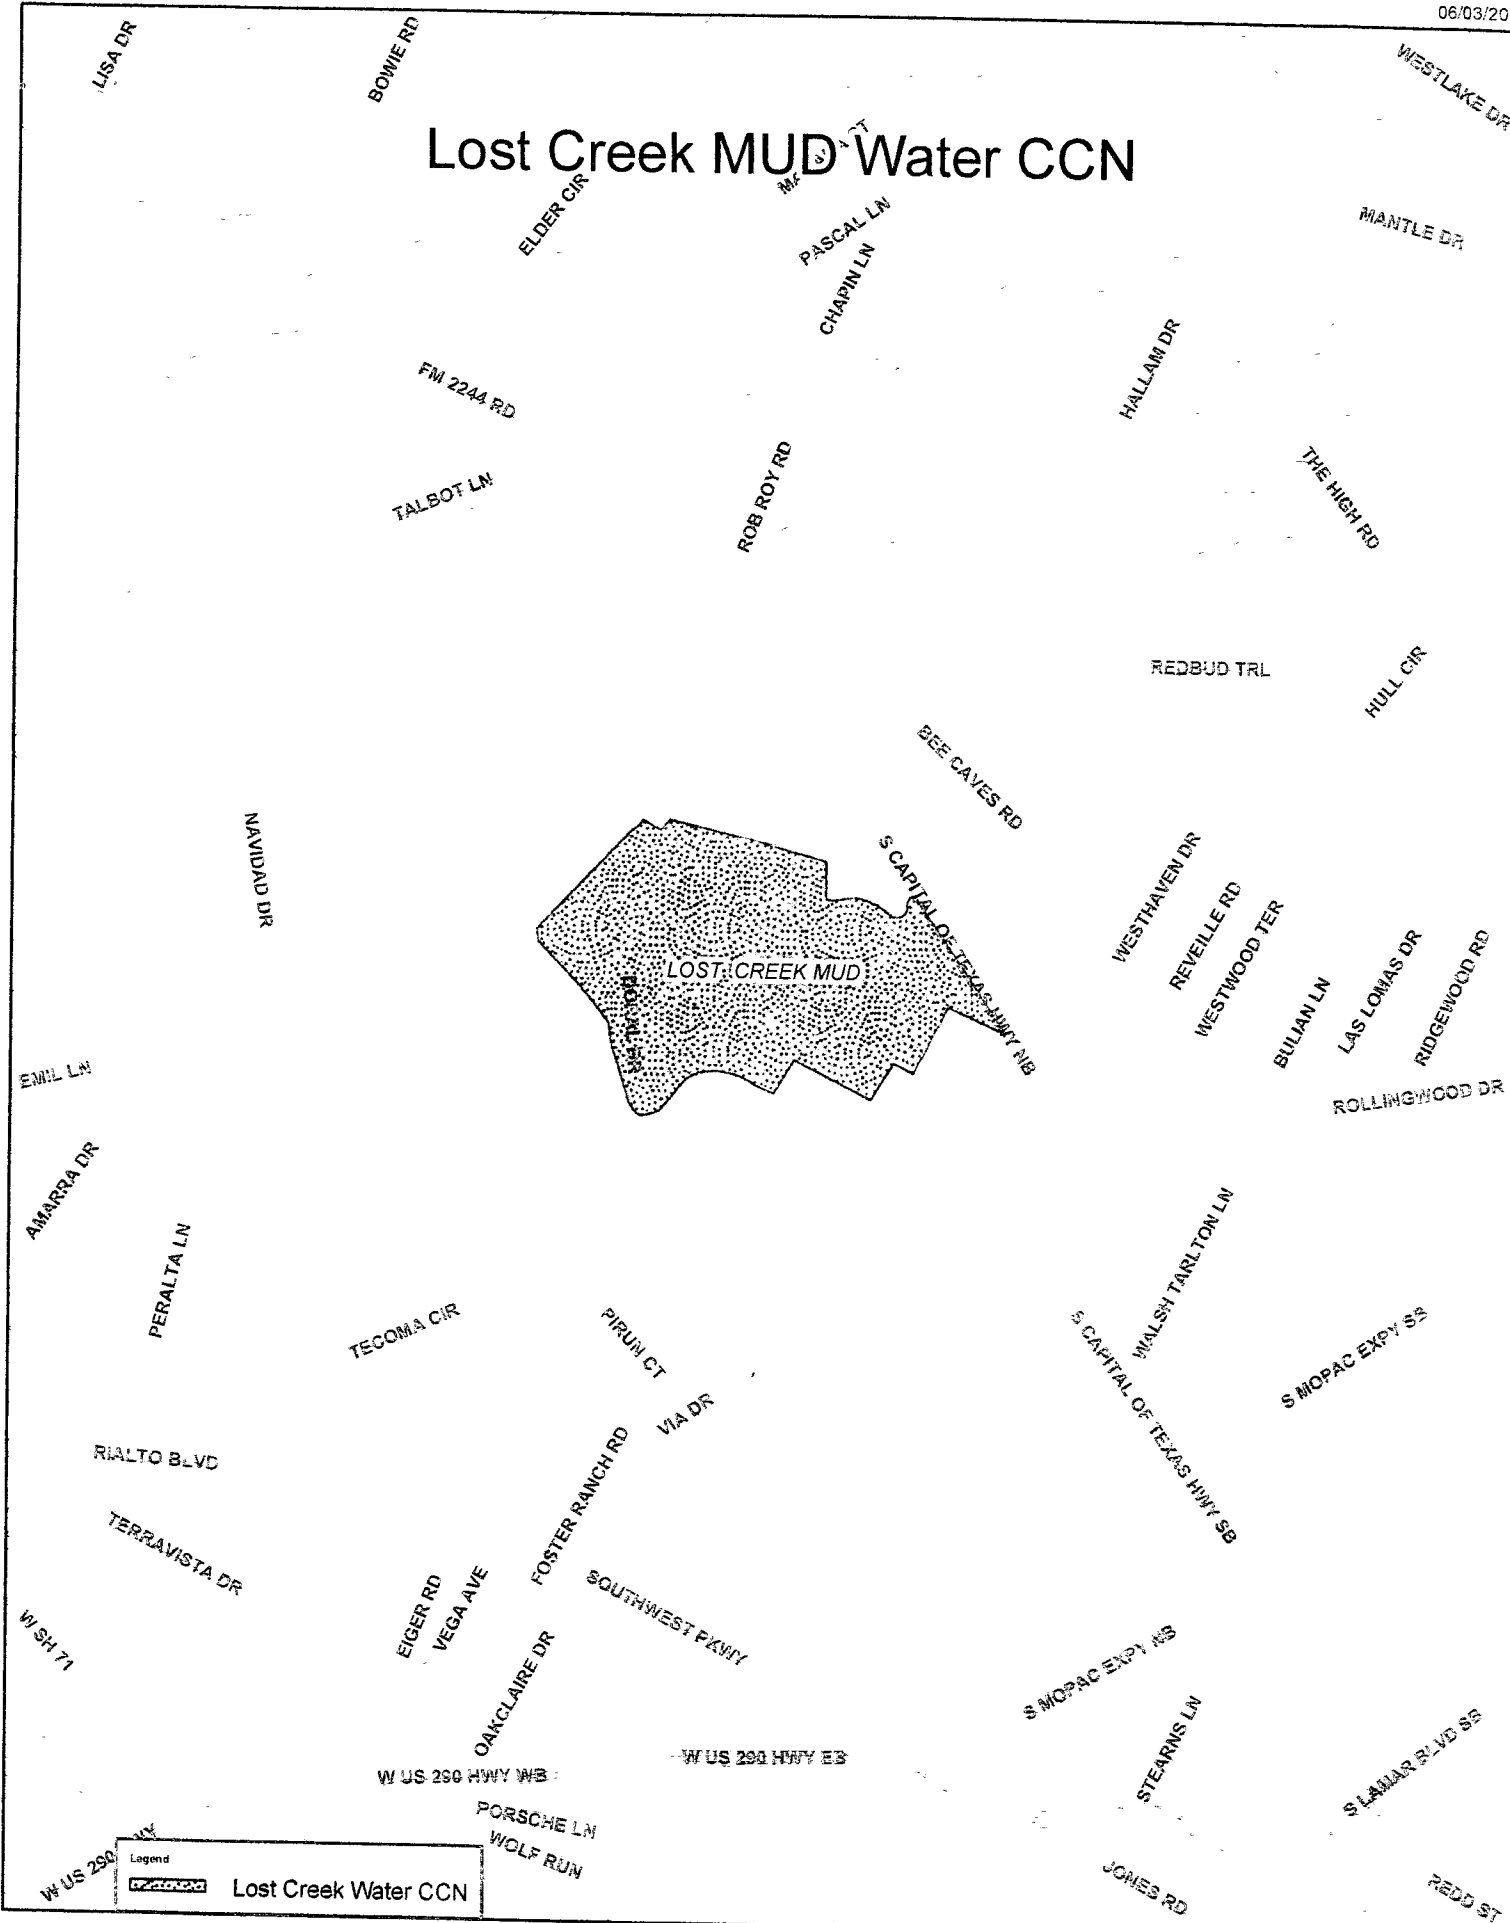 06/03/20
LISA DR
BOWIE RD
WESTLAKE DR
Lost Creek MUD Water CCN
ELDER CIR
PASCAL LN
MANTLE DR
CHAPIN LN
HALLAM DR
FM 2244 RD
TALBOT LN
ROB ROY RD
THE HIGH RD
REDBUD TRL
HULL CIR
BEE CAVES RD
NAVIDAD DR
S CAPITAL OF TEXAS HWY NB
WESTHAVEN DR
REVEILLE RD
WESTWOOD TER
LOST CREEK MUD
BULIAN LN
LAS LOMAS DR
RIDGEWOOD RD
EMIL LN
ROLLINGWOOD DR
AMARRA DR
PERALTA LN
TECOMA CIR
PIRUN CT
VIA DR
WALSH TARLTON LN
S CAPITAL OF TEXAS HWY SB
S MOPAC EXPY SB
RIALTO BLVD
TERRAVISTA DR
FOSTER RANCH RD
EIGER RD
VEGA AVE
SOUTHWEST PKWY
W SH 71
OAKCLAIRE DR
S MOPAC EXPY NB
STEARNS LN
S LAMAR BLVD SB
W US 290 HWY EB
W US 290 HWY WB
PORSCHE LN
WOLF RUN
W US 290
Legend
Lost Creek Water CCN
JONES RD
REDD ST